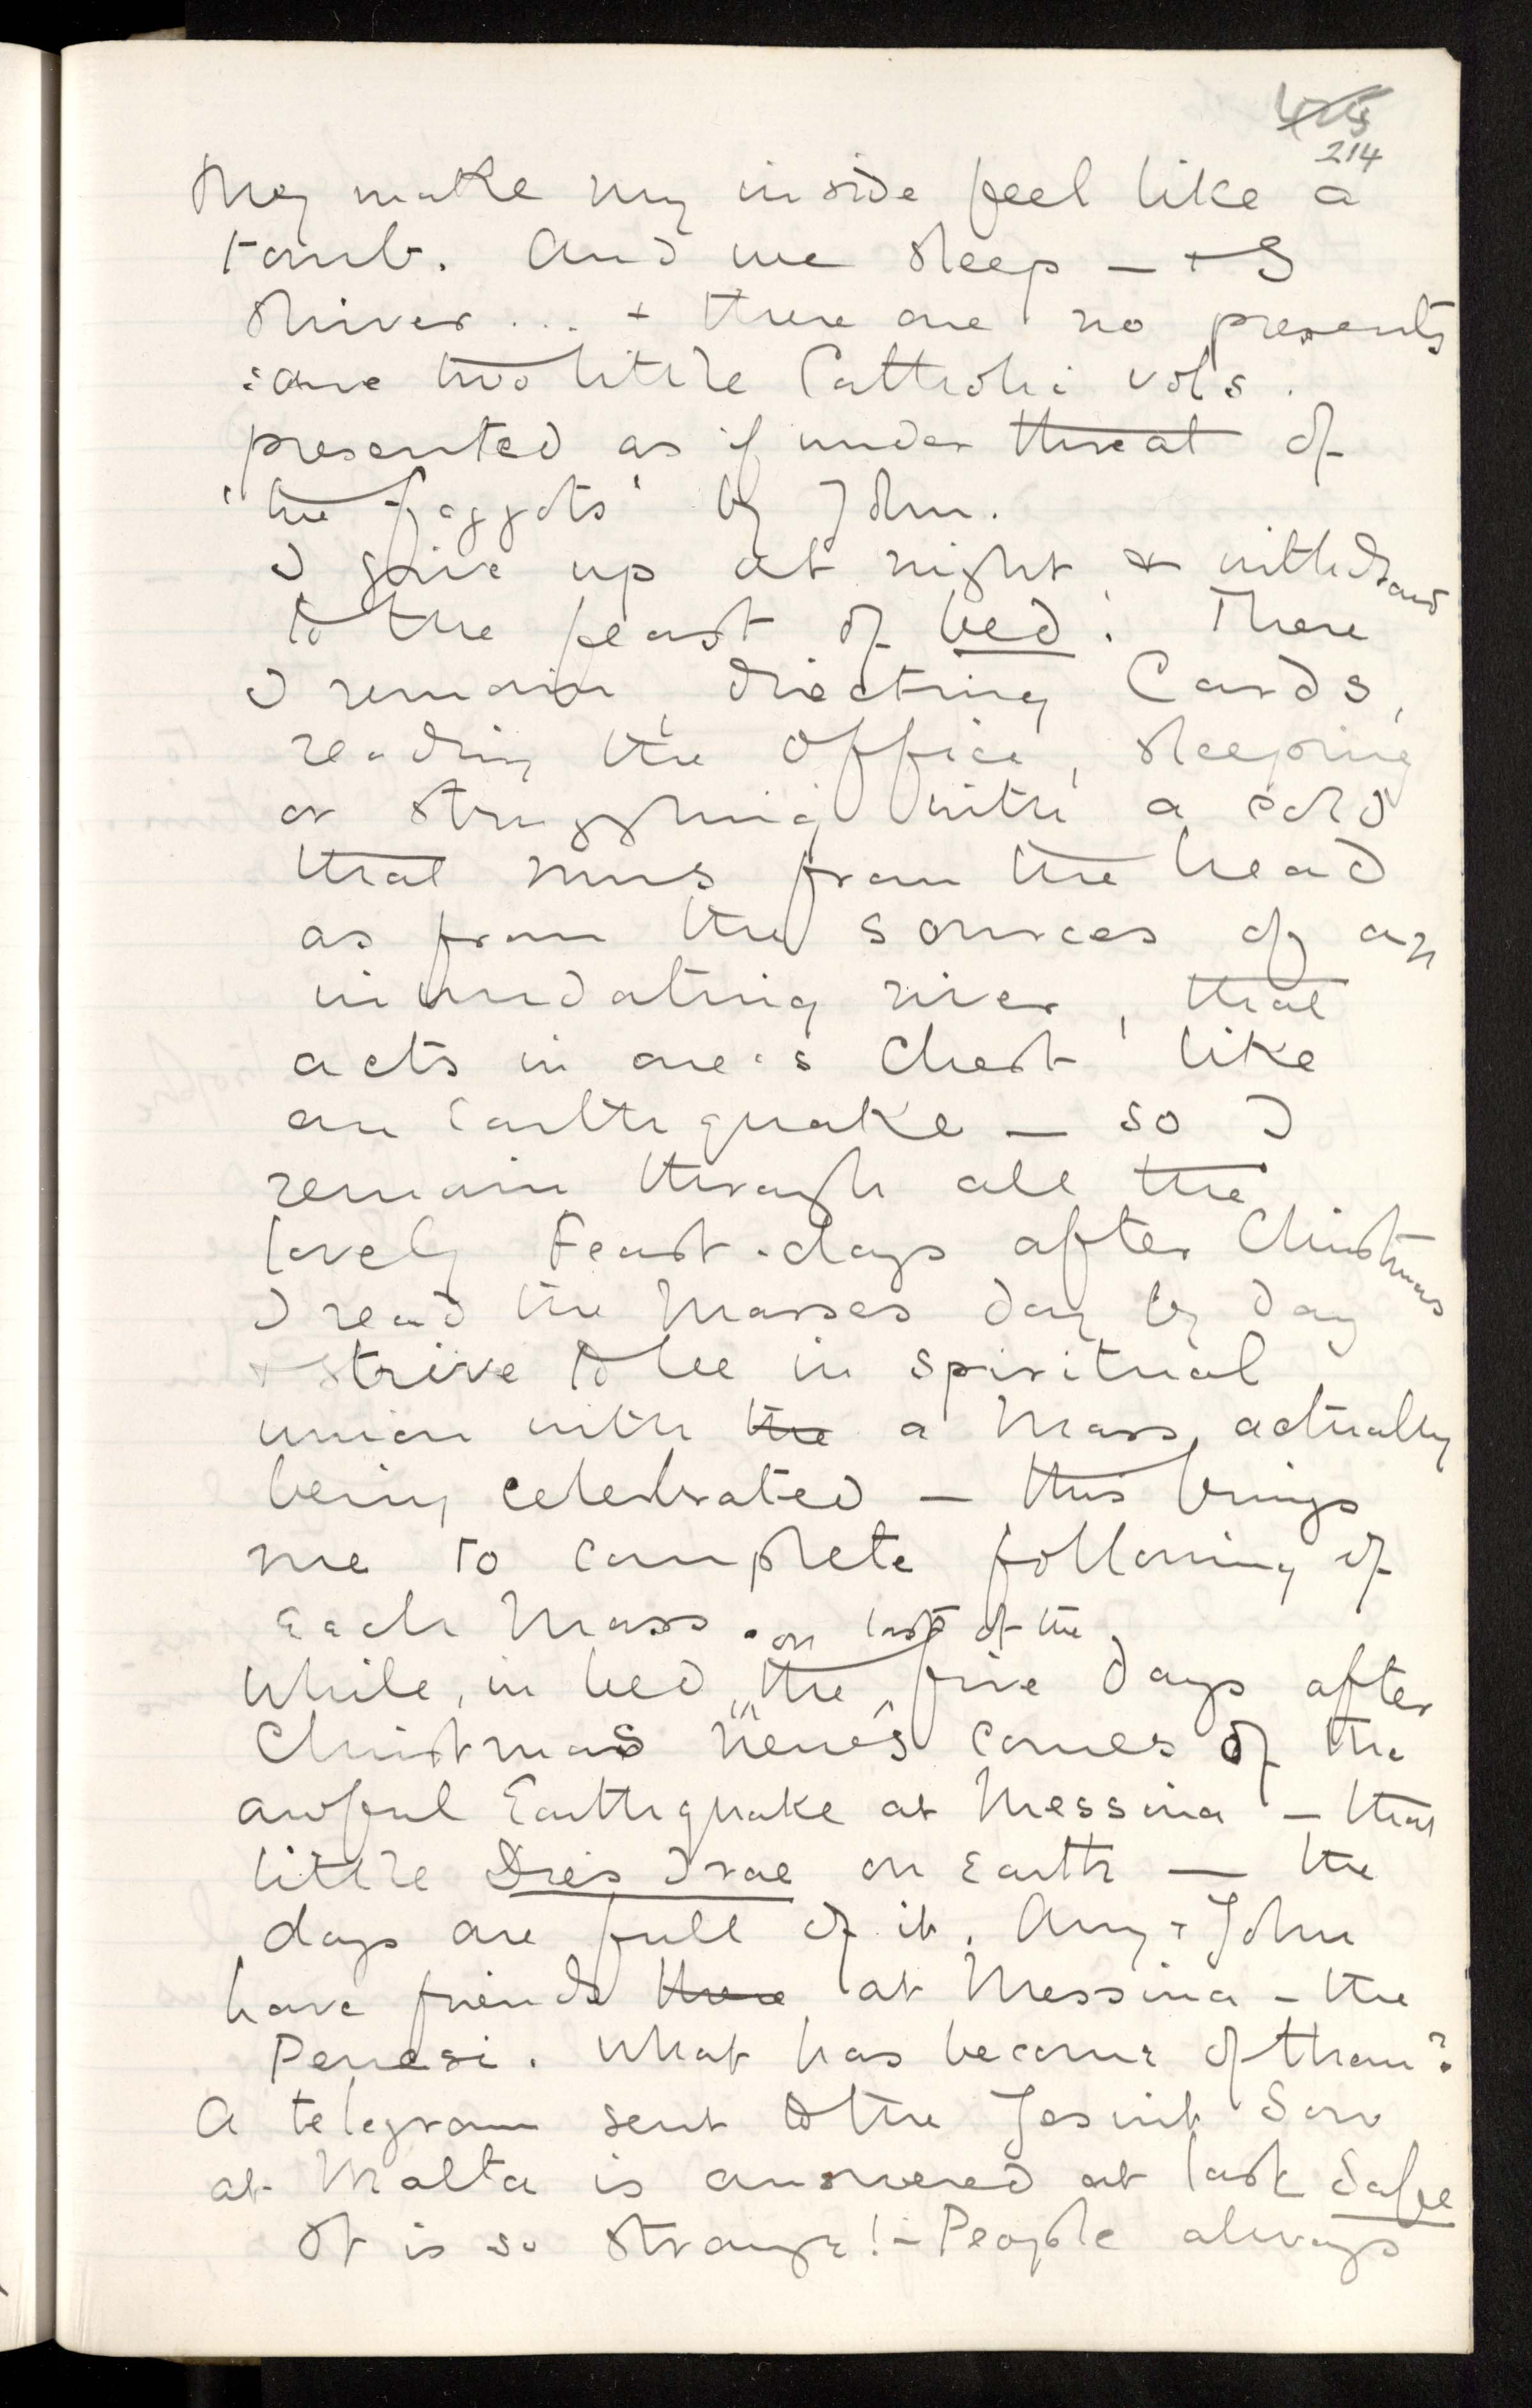 214
They make my inside feel like a
tomb. And we sleep — + I
shiver ... + there are no presents
save two little Catholic vols.
presented as if under threat of
'the faggots' by John.
I give up at night & withdraw
to the feast of bed. There
I remain, directing Cards,
reading the Office, sleeping
or struggling with a cold
that runs from the head
as from the sources of an
inundating river, that
acts in one's chest like
an Earthquake — so I
remain through all the
lovely Feast-days after Christmas
I read the Masses day by day
& strive to be in spiritual
union with the a Mass actually
being celebrated — this brings
me to complete following of
each Mass.
on last of the
While, in bed, the five days after
Christmas news comes of the
awful Earthquake at Messina — that
little Dies Irae on Earth — the
days are full of it. Amy + John
have friends there at Messina — the
Penesi. What has become of them?
A telegram sent to the Jesuit Son
at Malta is answered at last Safe
It is so strange! — People always